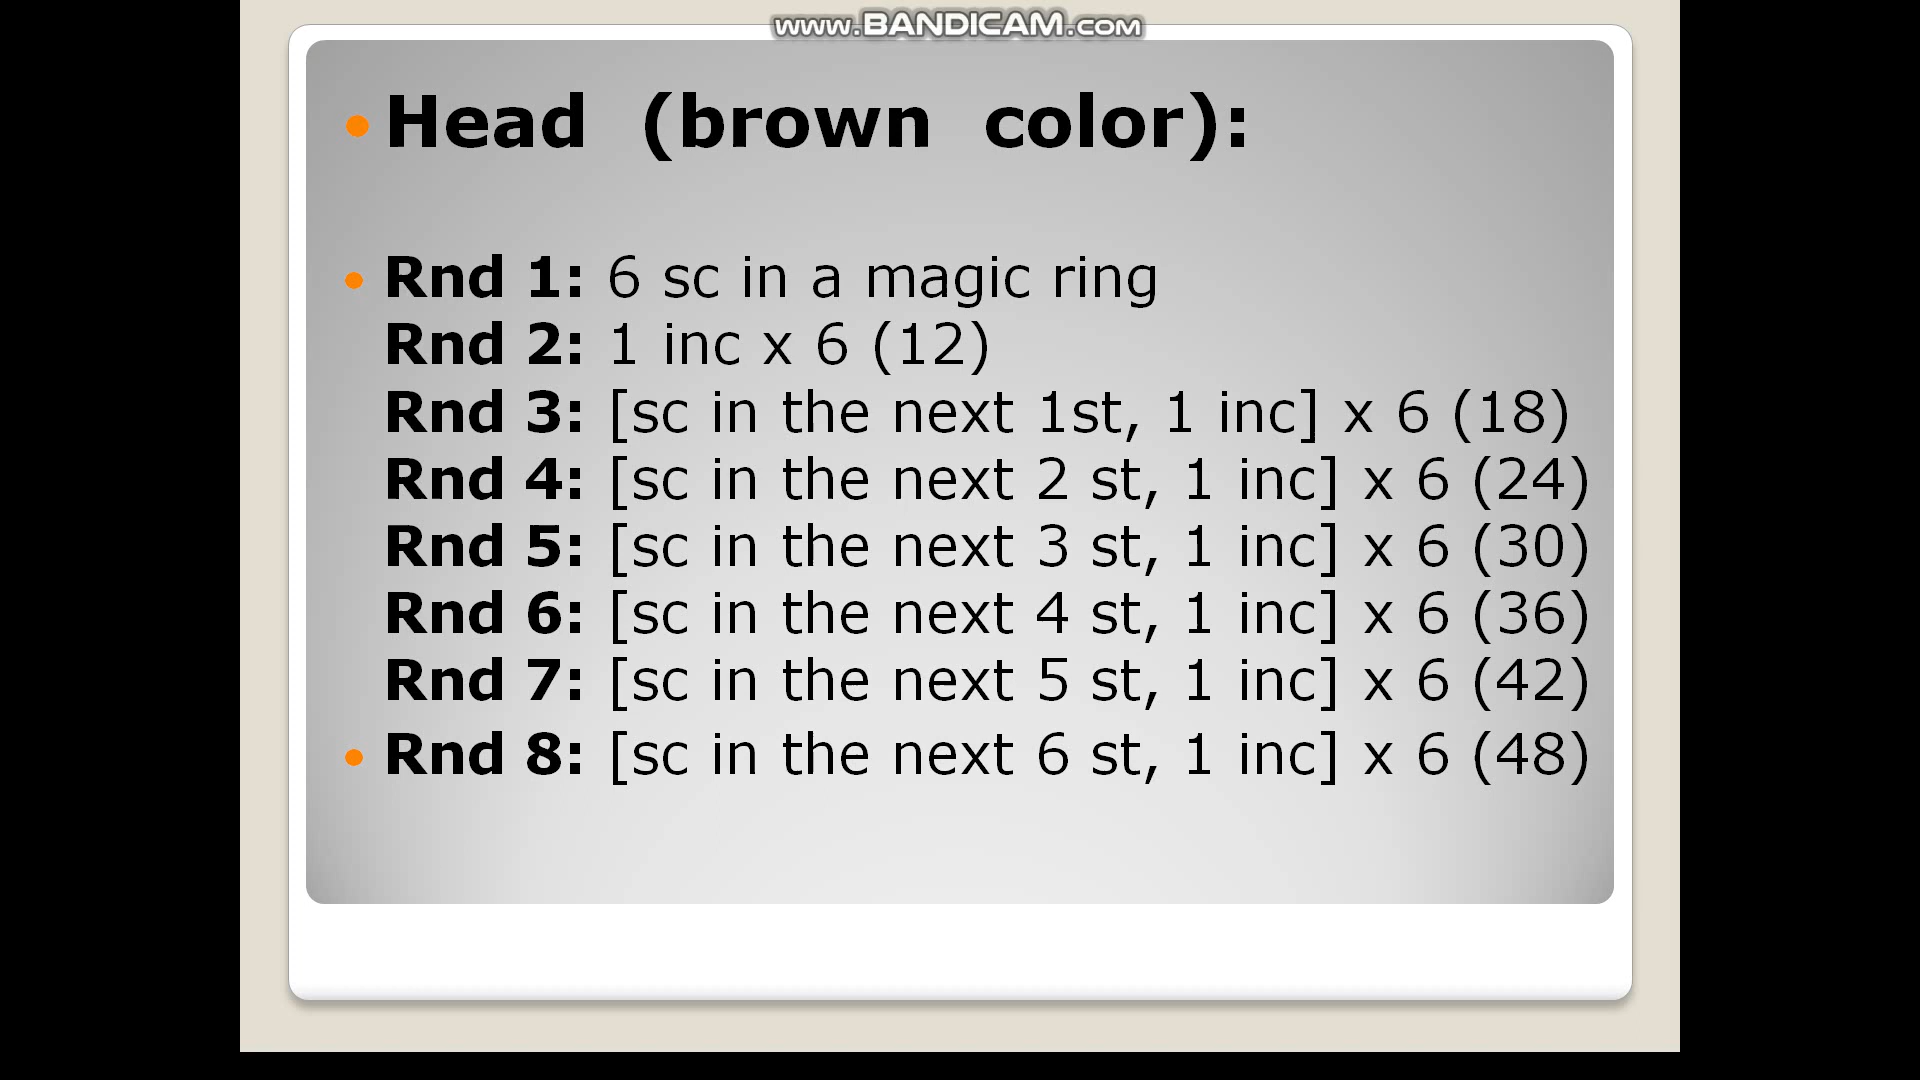 www.BANDICAM.com
Head (brown color):
Rnd 1: 6 sc in a magic ring
Rnd 2: 1 inc x 6 (12)
Rnd 3: [sc in the next 1st, 1 inc] x 6 (18)
Rnd 4: [sc in the next 2 st, 1 inc] x 6 (24)
Rnd 5: [sc in the next 3 st, 1 inc] x 6 (30)
Rnd 6: [sc in the next 4 st, 1 inc] x 6 (36)
Rnd 7: [sc in the next 5 st, 1 inc] x 6 (42)
Rnd 8: [sc in the next 6 st, 1 inc] x 6 (48)